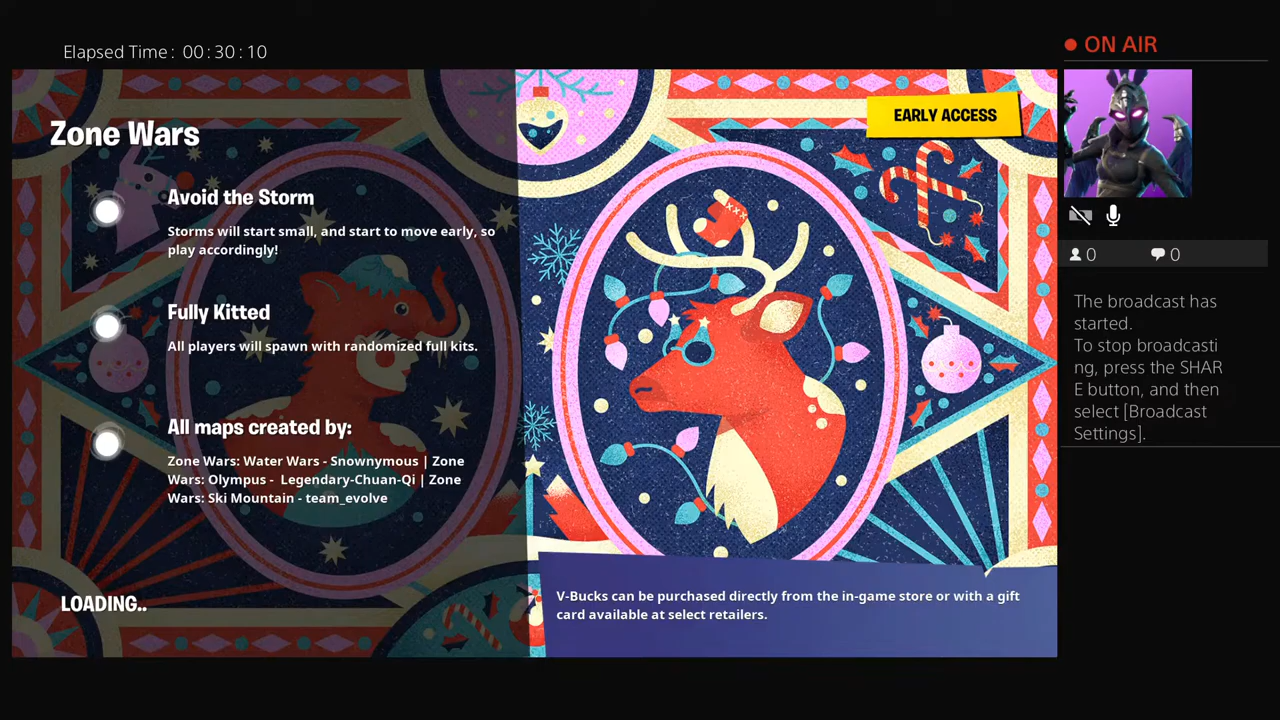 Elapsed Time: 00:30:10
ON AIR
EARLY ACCESS
Zone Wars
Avoid the Storm
Storms will start small, and start to move early, so
play accordingly!
Fully Kitted
All players will spawn with randomized full kits.
All maps created by:
Zone Wars: Water Wars - Snownymous | Zone
Wars: Olympus - Legendary-Chuan-Qi | Zone
Wars: Ski Mountain - team_evolve
LOADING..
V-Bucks can be purchased directly from the in-game store or with a gift
card available at select retailers.
0 0
The broadcast has
started.
To stop broadcasti
ng, press the SHAR
E button, and then
select [Broadcast
Settings].